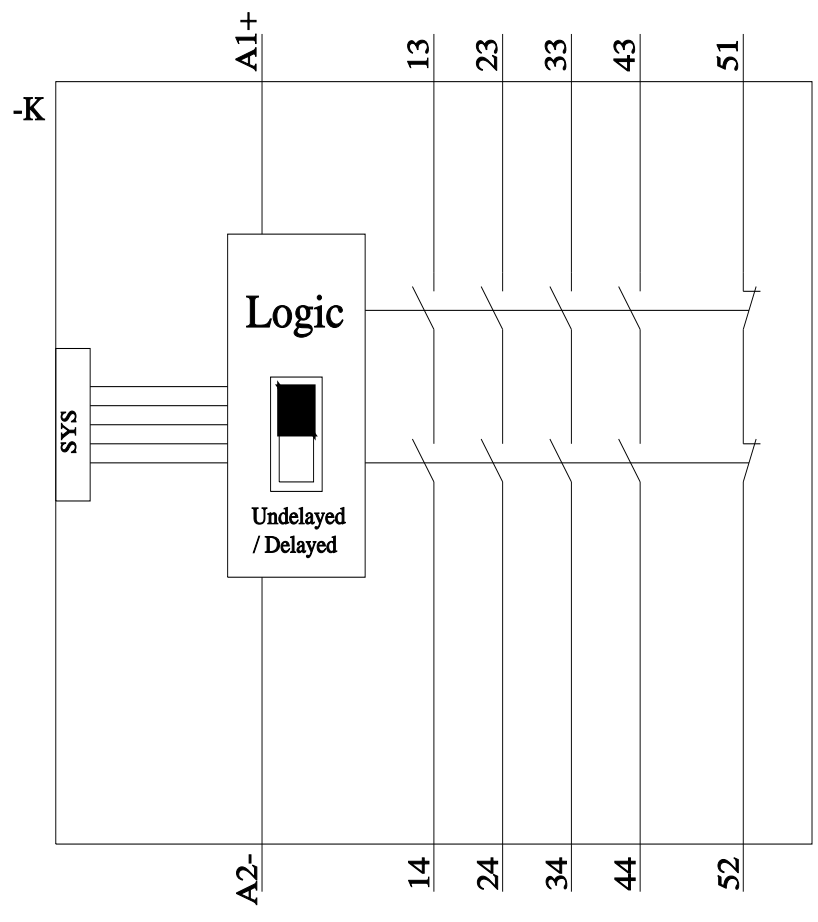 A1+
13
23
33
43
51
-K
Logic
SYS
Undelayed
/ Delayed
A2-
14
24
34
44
52